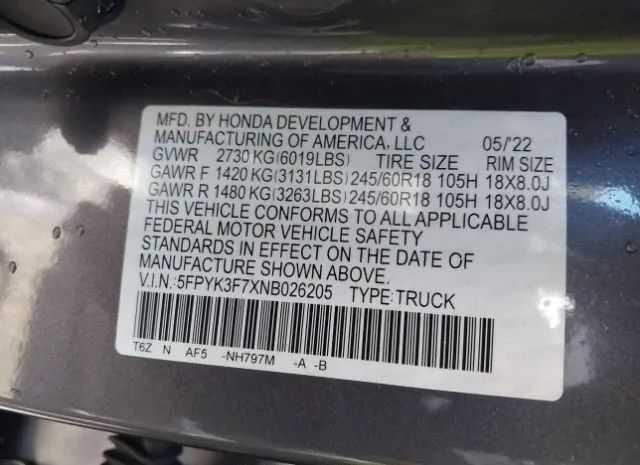 MFD. BY HONDA DEVELOPMENT &
MANUFACTURING OF AMERICA, LLC 05/'22
GVWR 2730 KG(6019LBS) TIRE SIZE RIM SIZE
GAWR F 1420 KG(3131LBS) 245/60R18 105H 18X8.0J
GAWR R 1480 KG(3263LBS) 245/60R18 105H 18X8.0J
THIS VEHICLE CONFORMS TO ALL APPLICABLE
FEDERAL MOTOR VEHICLE SAFETY
STANDARDS IN EFFECT ON THE DATE OF
MANUFACTURE SHOWN ABOVE.
V.I.N.:5FPYK3F7XNB026205 TYPE:TRUCK
T6Z N AF5 -NH797M -A -B